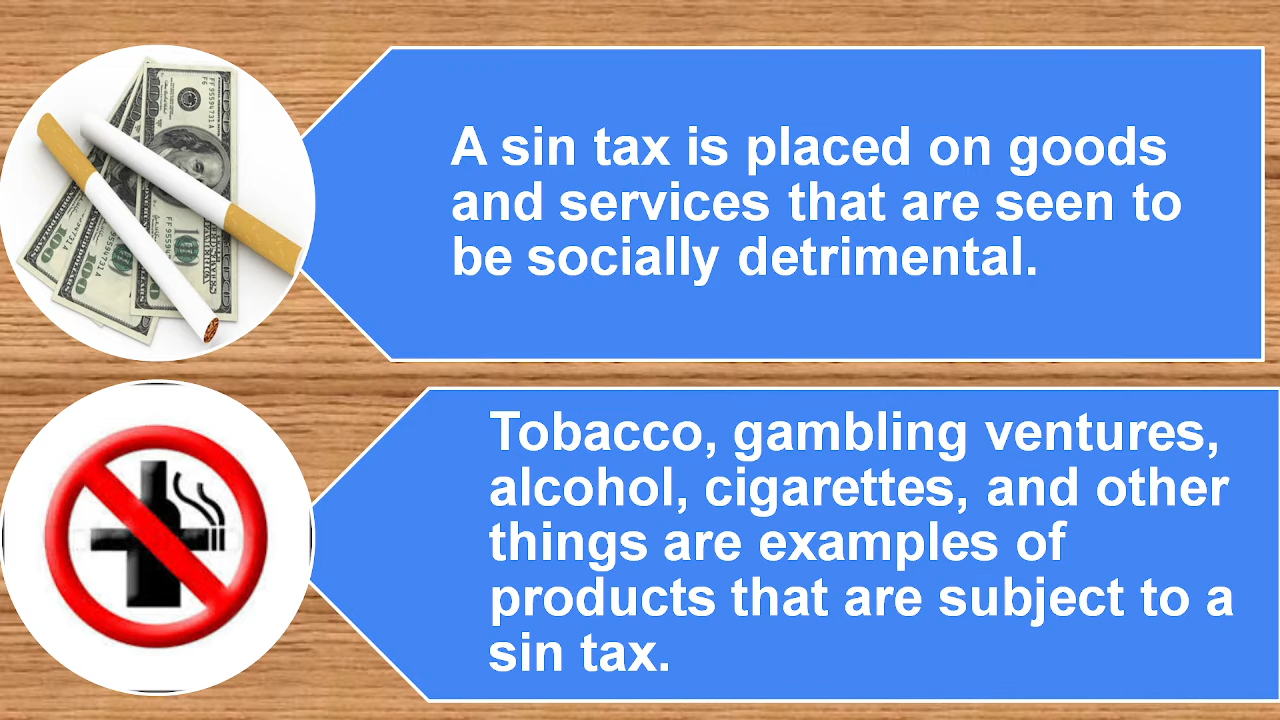 A sin tax is placed on goods
and services that are seen to
be socially detrimental.
Tobacco, gambling ventures,
alcohol, cigarettes, and other
things are examples of
products that are subject to a
sin tax.